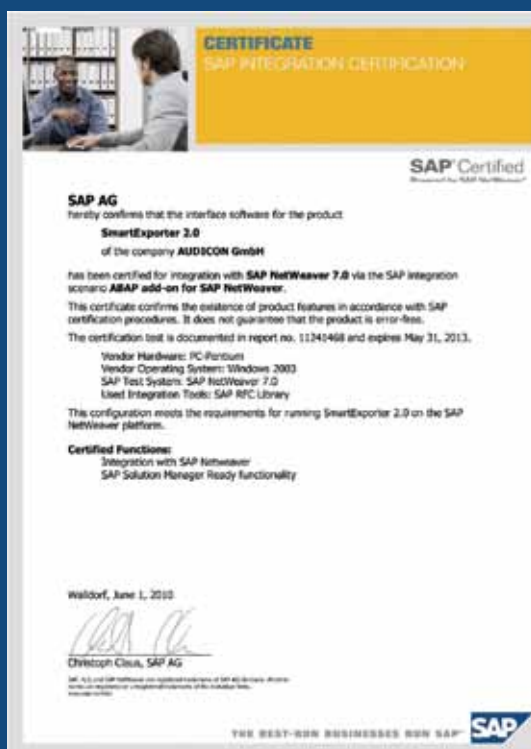 CERTIFICATE
SAP INTEGRATION CERTIFICATION
SAP® Certified
Powered by SAP NetWeaver®
SAP AG
hereby confirms that the interface software for the product
SmartExporter 2.0
of the company AUDICON GmbH
has been certified for integration with SAP NetWeaver 7.0 via the SAP integration
scenario ABAP add-on for SAP NetWeaver.
This certificate confirms the existence of product features in accordance with SAP
certification procedures. It does not guarantee that the product is error-free.
The certification test is documented in report no. 11241468 and expires May 31, 2013.
Vendor Hardware: PC-Pentium
Vendor Operating System: Windows 2003
SAP Test System: SAP NetWeaver 7.0
Used Integration Tools: SAP RFC Library
This configuration meets the requirements for running SmartExporter 2.0 on the SAP
NetWeaver platform.
Certified Functions:
Integration with SAP Netweaver
SAP Solution Manager Ready functionality
Walldorf, June 1, 2010
Christoph Claus, SAP AG
THE BEST-RUN BUSINESSES RUN SAP™
SAP